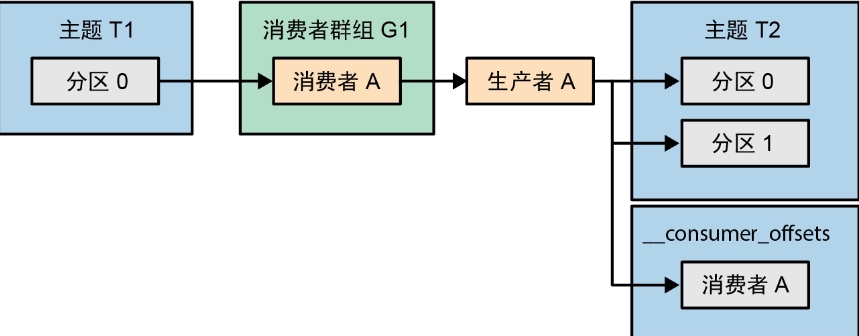 主题 T1
分区 0
消费者群组 G1
消费者 A
生产者 A
主题 T2
分区 0
分区 1
__consumer_offsets
消费者 A